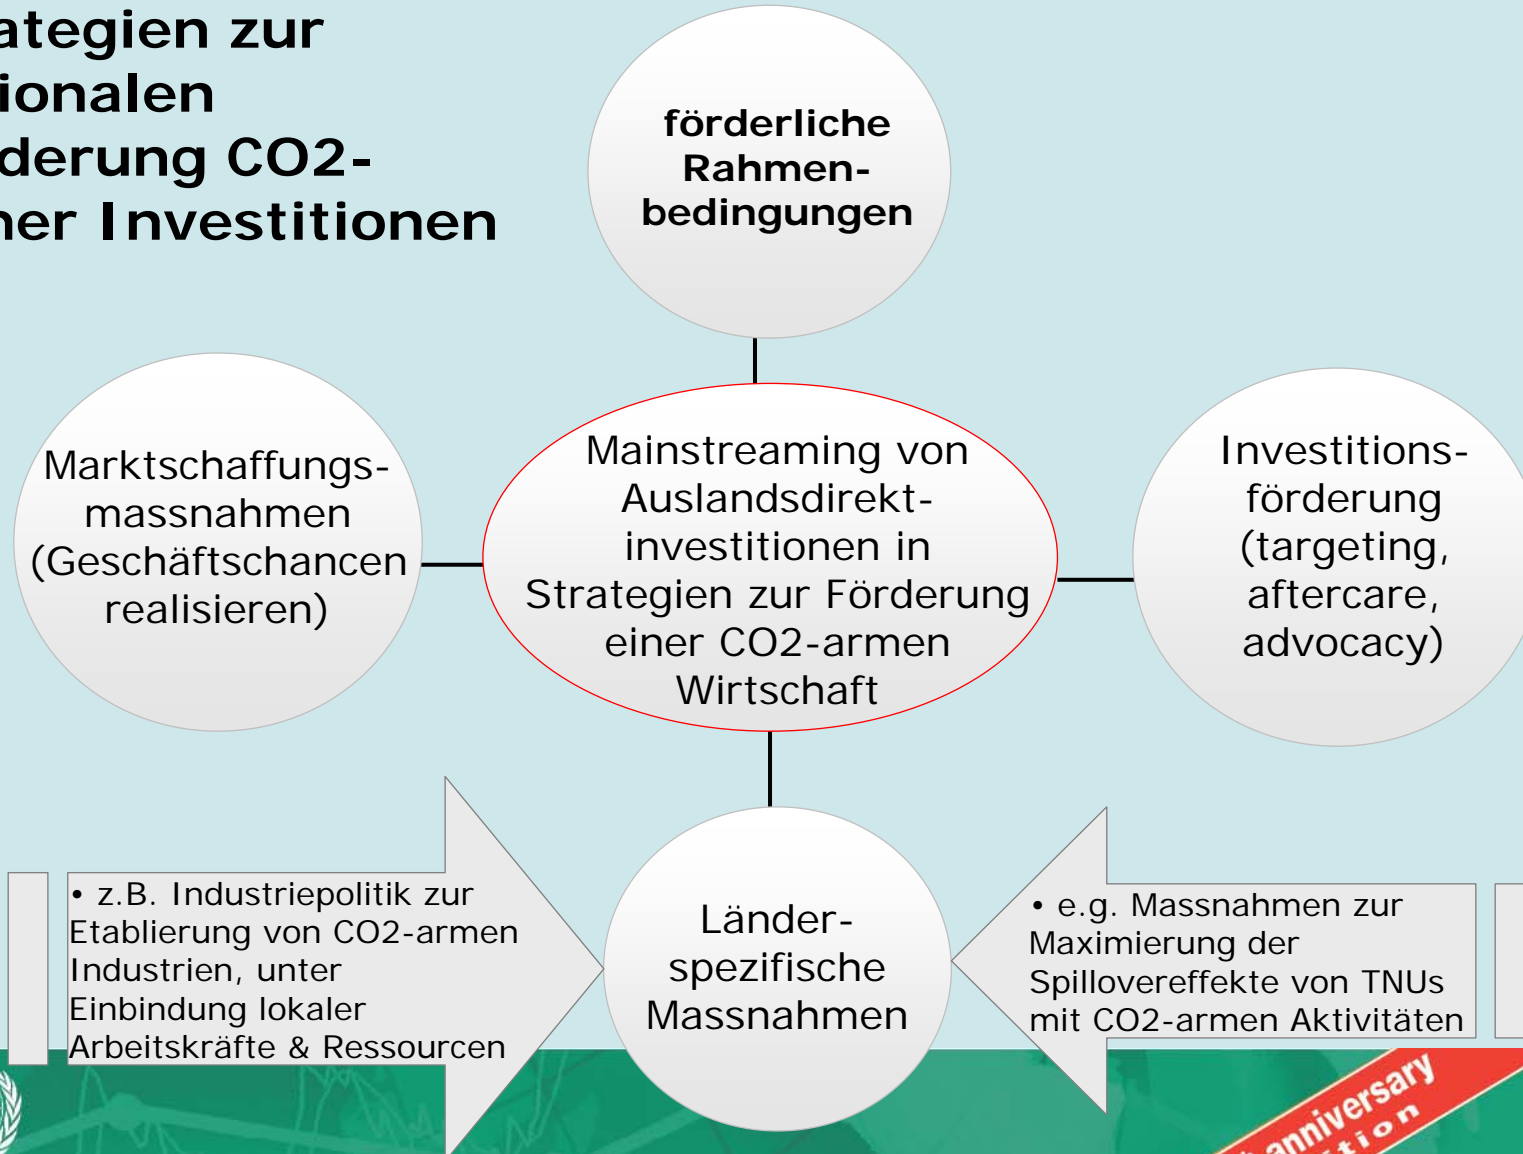 ategien zur
ionalen
derung CO2-
ner Investitionen
förderliche
Rahmen-
bedingungen
Marktschaffungs-
massnahmen
(Geschäftschancen
realisieren)
Mainstreaming von
Auslandsdirekt-
investitionen in
Strategien zur Förderung
einer CO2-armen
Wirtschaft
Investitions-
förderung
(targeting,
aftercare,
advocacy)
• z.B. Industriepolitik zur
Etablierung von CO2-armen
Industrien, unter
Einbindung lokaler
Arbeitskräfte & Ressourcen
Länder-
spezifische
Massnahmen
• e.g. Massnahmen zur
Maximierung der
Spillovereffekte von TNUs
mit CO2-armen Aktivitäten
anniversary